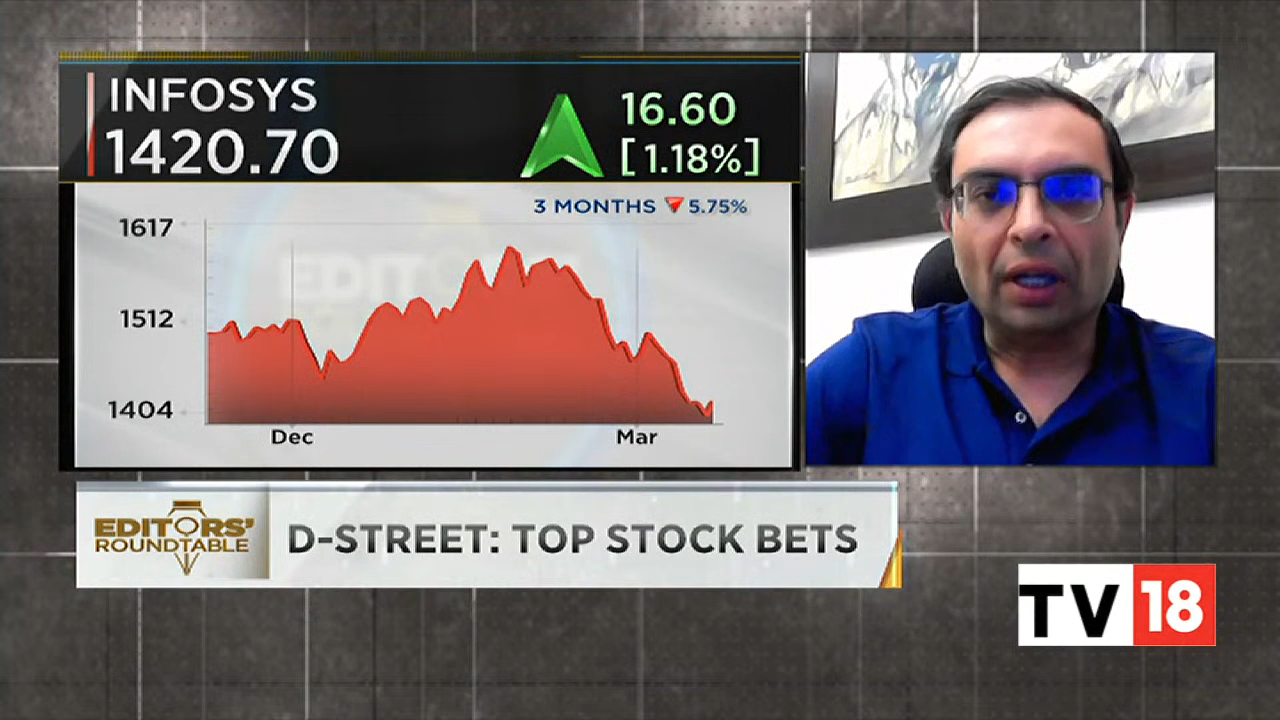 INFOSYS
1420.70
16.60
[1.18%]
3 MONTHS ▼ 5.75%
1617
1512
1404
Dec
Mar
EDITORS'
ROUNDTABLE
D-STREET: TOP STOCK BETS
TV18